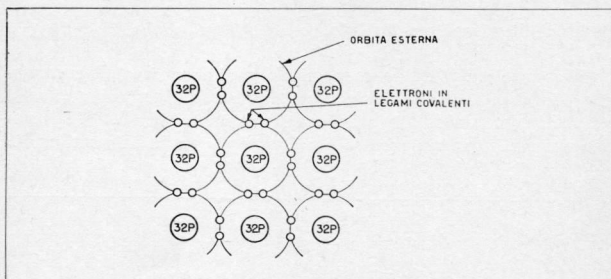 ORBITA ESTERNA
32P 32P 32P
ELETTRONI IN
LEGAMI COVALENTI
32P 32P 32P
32P 32P 32P